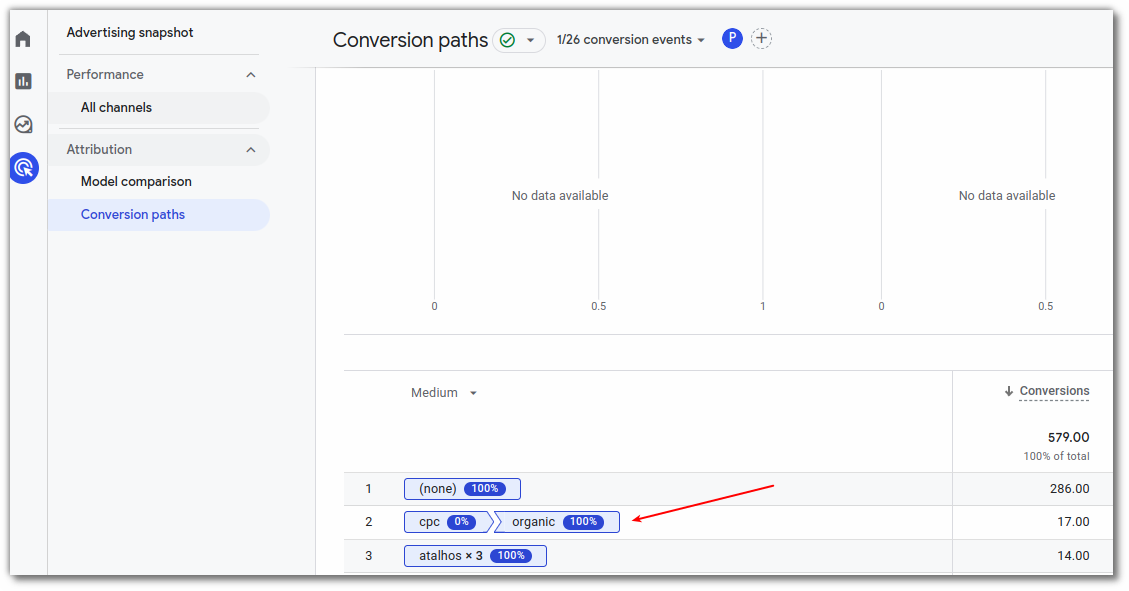 Advertising snapshot
Performance
All channels
Attribution
Model comparison
Conversion paths
Conversion paths 1/26 conversion events P
No data available No data available
0 0.5 1 0 0.5
Medium Conversions
579.00
100% of total
1 (none) 100% 286.00
2 cpc 0% organic 100% 17.00
3 atalhos × 3 100% 14.00